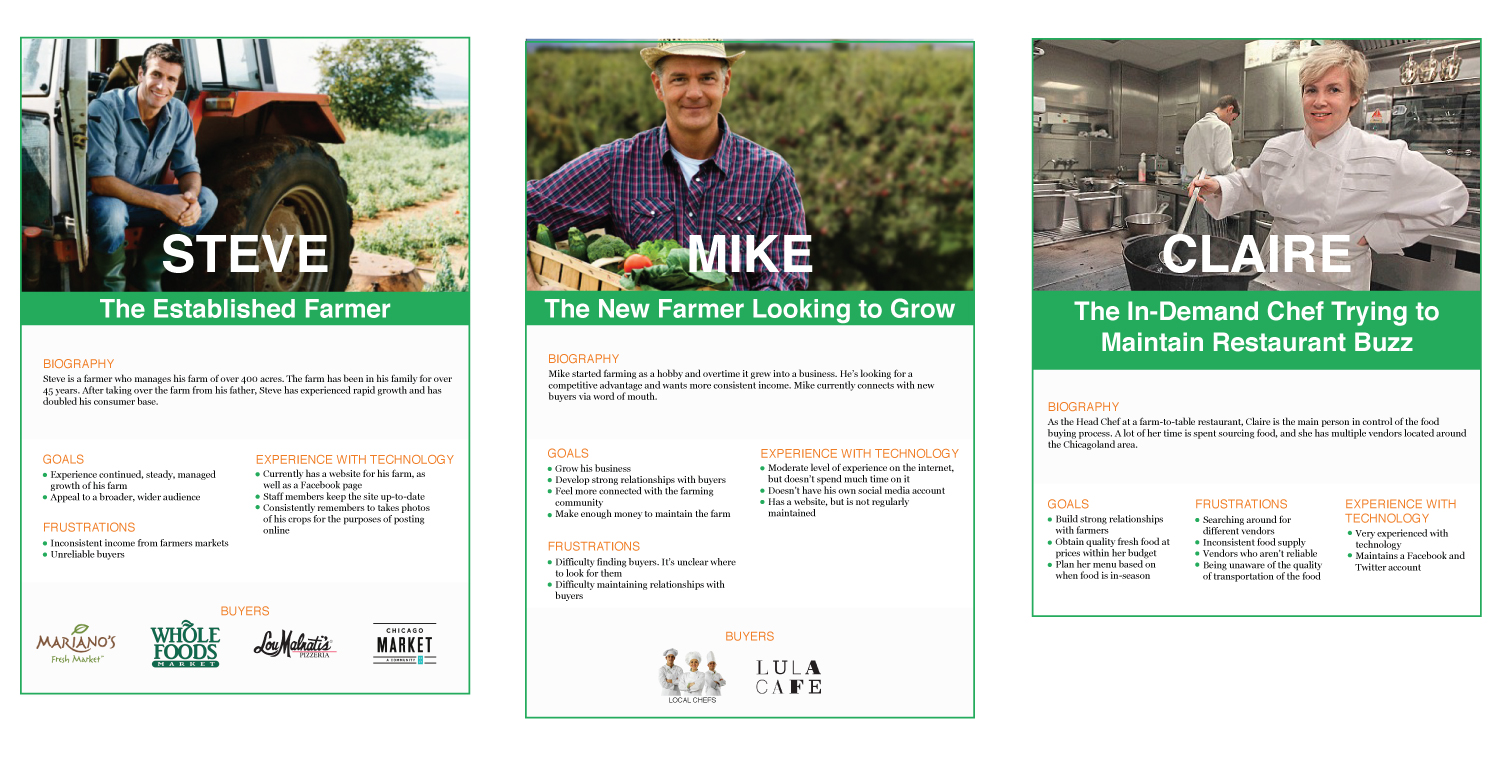 STEVE
The Established Farmer
BIOGRAPHY
Steve is a farmer who manages his farm of over 400 acres. The farm has been in his family for over
45 years. After taking over the farm from his father, Steve has experienced rapid growth and has
doubled his consumer base.
GOALS
Experience continued, steady, managed
growth of his farm
Appeal to a broader, wider audience
FRUSTRATIONS
Inconsistent income from farmers markets
Unreliable buyers
EXPERIENCE WITH TECHNOLOGY
Currently has a website for his farm, as
well as a Facebook page
Staff members keep the site up-to-date
Consistently remembers to takes photos
of his crops for the purposes of posting
online
BUYERS
MARIANO'S
Fresh Market
WHOLE
FOODS
MARKET
Lou Malnati's
PIZZERIA
CHICAGO
MARKET
A COMMUNITY
MIKE
The New Farmer Looking to Grow
BIOGRAPHY
Mike started farming as a hobby and overtime it grew into a business. He's looking for a
competitive advantage and wants more consistent income. Mike currently connects with new
buyers via word of mouth.
GOALS
Grow his business
Develop strong relationships with buyers
Feel more connected with the farming
community
Make enough money to maintain the farm
FRUSTRATIONS
Difficulty finding buyers. It's unclear where
to look for them
Difficulty maintaining relationships with
buyers
EXPERIENCE WITH TECHNOLOGY
Moderate level of experience on the internet,
but doesn't spend much time on it
Doesn't have his own social media account
Has a website, but is not regularly
maintained
BUYERS
LOCAL CHEFS
LULA
CAFE
CLAIRE
The In-Demand Chef Trying to
Maintain Restaurant Buzz
BIOGRAPHY
As the Head Chef at a farm-to-table restaurant, Claire is the main person in control of the food
buying process. A lot of her time is spent sourcing food, and she has multiple vendors located around
the Chicagoland area.
GOALS
Build strong relationships
with farmers
Obtain quality fresh food at
prices within her budget
Plan her menu based on
when food is in-season
FRUSTRATIONS
Searching around for
different vendors
Inconsistent food supply
Vendors who aren't reliable
Being unaware of the quality
of transportation of the food
EXPERIENCE WITH
TECHNOLOGY
Very experienced with
technology
Maintains a Facebook and
Twitter account